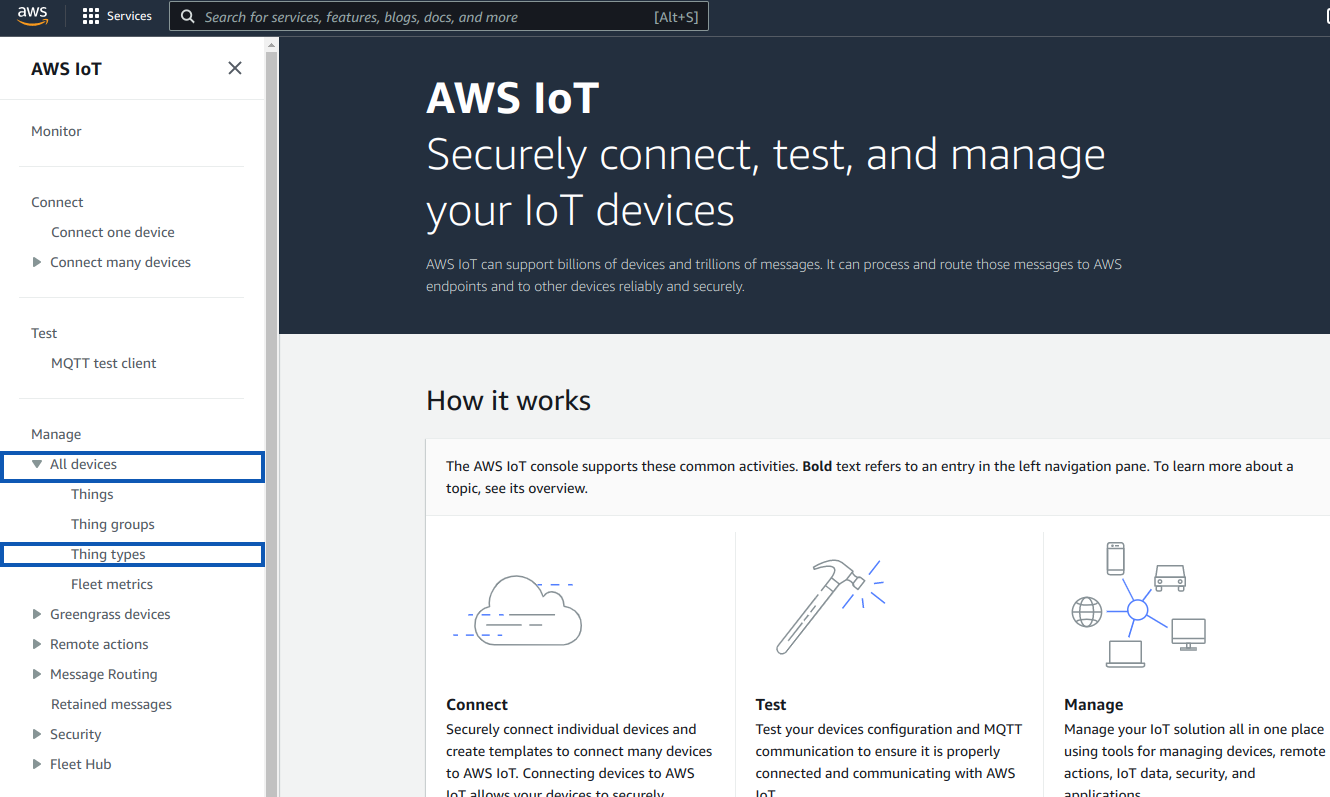 aws
Services
Search for services, features, blogs, docs, and more
[Alt+S]
AWS IoT
Monitor
Connect
Connect one device
Connect many devices
Test
MQTT test client
Manage
All devices
Things
Thing groups
Thing types
Fleet metrics
Greengrass devices
Remote actions
Message Routing
Retained messages
Security
Fleet Hub
AWS IoT
Securely connect, test, and manage
your IoT devices
AWS IoT can support billions of devices and trillions of messages. It can process and route those messages to AWS
endpoints and to other devices reliably and securely.
How it works
The AWS IoT console supports these common activities. Bold text refers to an entry in the left navigation pane. To learn more about a
topic, see its overview.
Connect
Securely connect individual devices and
create templates to connect many devices
to AWS IoT. Connecting devices to AWS
IoT allows your devices to securely
Test
Test your devices configuration and MQTT
communication to ensure it is properly
connected and communicating with AWS
IoT.
Manage
Manage your IoT solution all in one place
using tools for managing devices, remote
actions, IoT data, security, and
applications.